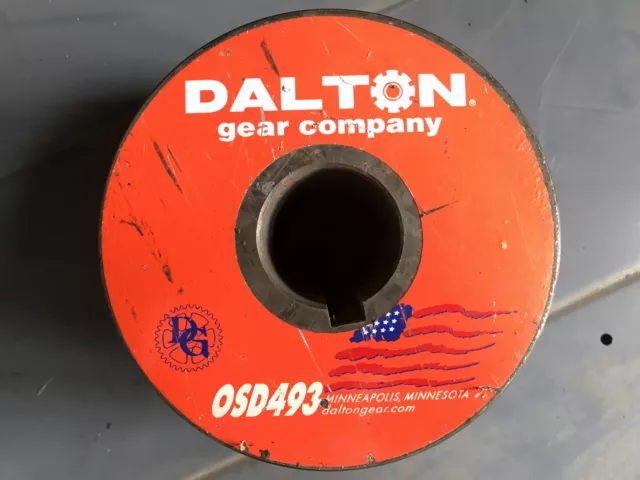 DALTON®
gear company
DG
OSD493
MINNEAPOLIS, MINNESOTA
daltongear.com